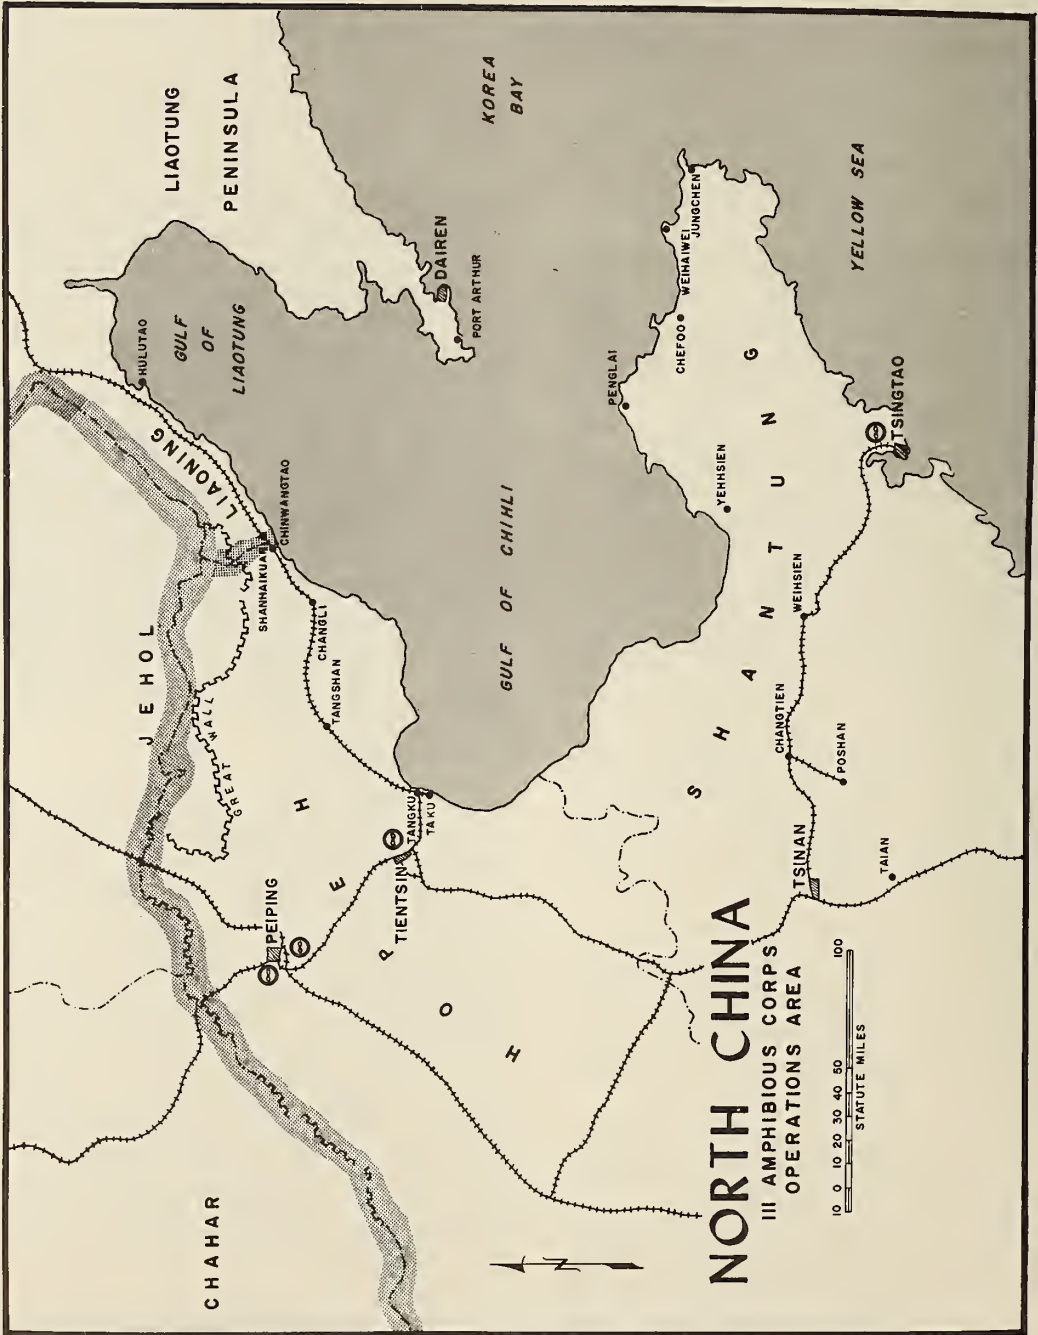 NORTH CHINA
III AMPHIBIOUS CORPS
OPERATIONS AREA
10 0 10 20 30 40 50 100
STATUTE MILES
N
CHAHAR
JEHOL
GREAT WALL
LIAONING
LIAOTUNG
PENINSULA
HULUTAO
GULF
OF
LIAOTUNG
DAIREN
PORT ARTHUR
KOREA
BAY
SHANHAIKUAN
CHINWANGTAO
CHANGLI
TANGSHAN
PEIPING
TIENTSIN
TANGKU
TAKU
HOPEH
GULF OF CHIHLI
PENGLAI
CHEFOO
WEIHAIWEI
JUNGCHEN
YEHHSIEN
SHANTUNG
YELLOW SEA
TSINGTAO
WEIHSIEN
CHANGTIEN
POSHAN
TSINAN
TAIAN